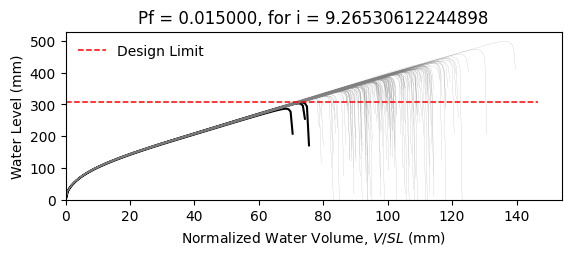 Pf = 0.015000, for i = 9.26530612244898
Design Limit
Water Level (mm)
500
400
300
200
100
0
0 20 40 60 80 100 120 140
Normalized Water Volume, V/SL (mm)